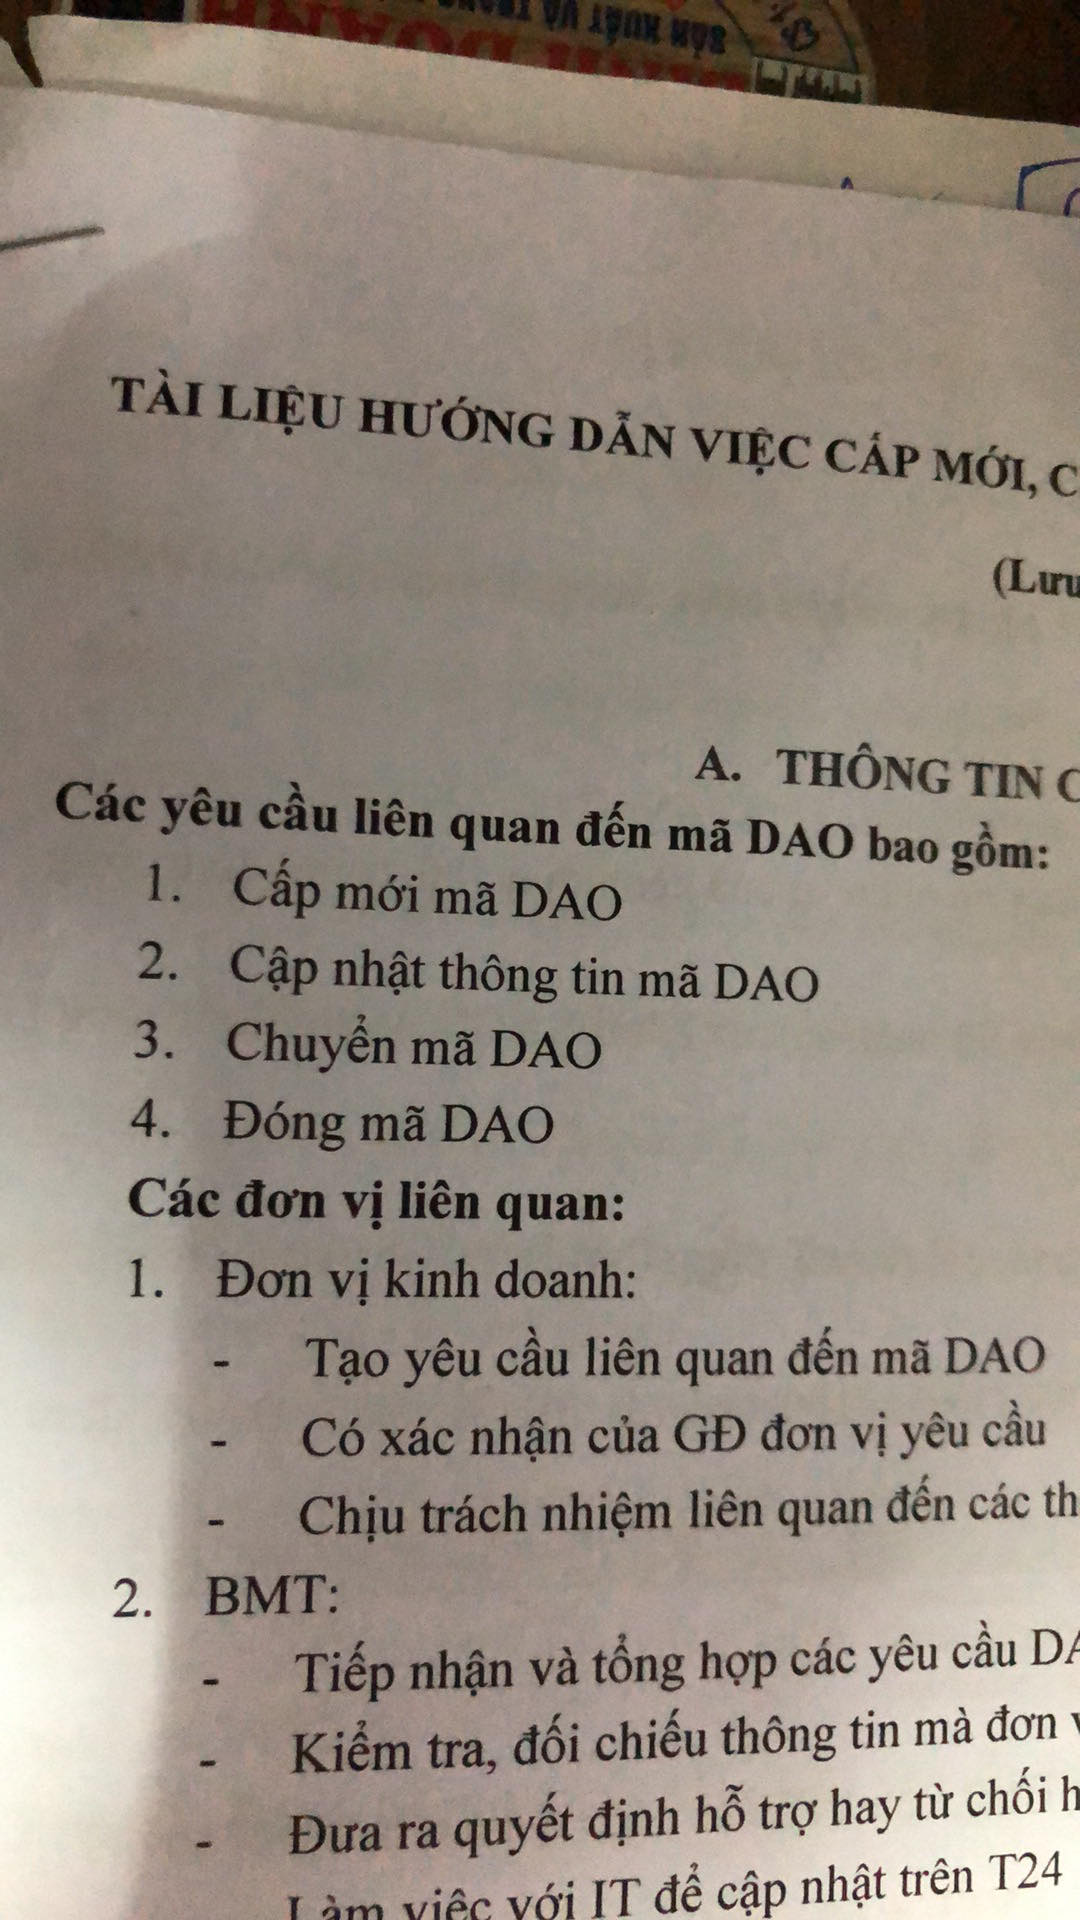 SẢN XUẤT VÀ
TÀI LIỆU HƯỚNG DẪN VIỆC CẤP MỚI, C
(Lưu
A. THÔNG TIN C
Các yêu cầu liên quan đến mã DAO bao gồm:
1. Cấp mới mã DAO
2. Cập nhật thông tin mã DAO
3. Chuyển mã DAO
4. Đóng mã DAO
Các đơn vị liên quan:
1. Đơn vị kinh doanh:
- Tạo yêu cầu liên quan đến mã DAO
- Có xác nhận của GĐ đơn vị yêu cầu
- Chịu trách nhiệm liên quan đến các th
2. BMT:
- Tiếp nhận và tổng hợp các yêu cầu DA
- Kiểm tra, đối chiếu thông tin mà đơn v
- Đưa ra quyết định hỗ trợ hay từ chối h
Làm việc với IT để cập nhật trên T24